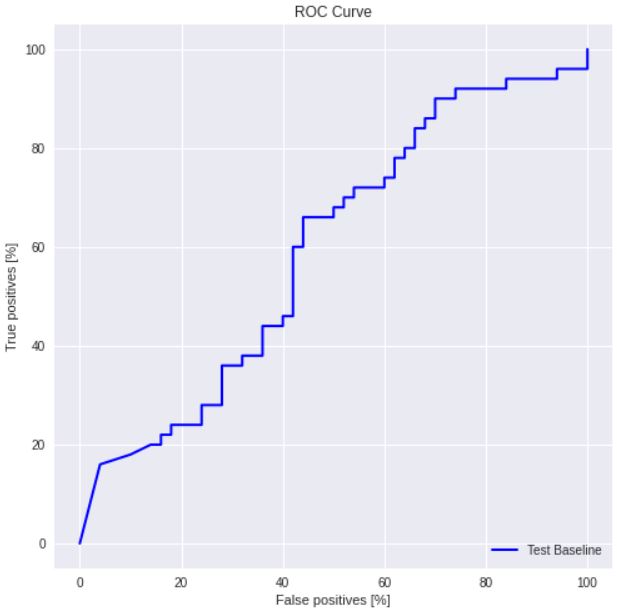 ROC Curve
100
80
60
40
20
0
True positives [%]
Test Baseline
0 20 40 60 80 100
False positives [%]